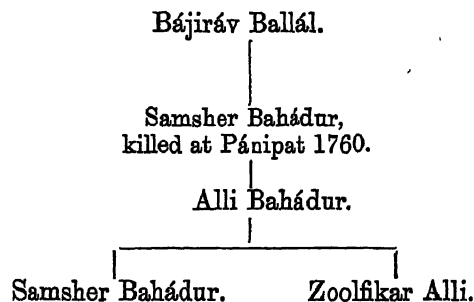 Bájiráv Ballál.
Samsher Bahádur,
killed at Pánipat 1760.
Alli Bahádur.
Samsher Bahádur. Zoolfikar Alli.